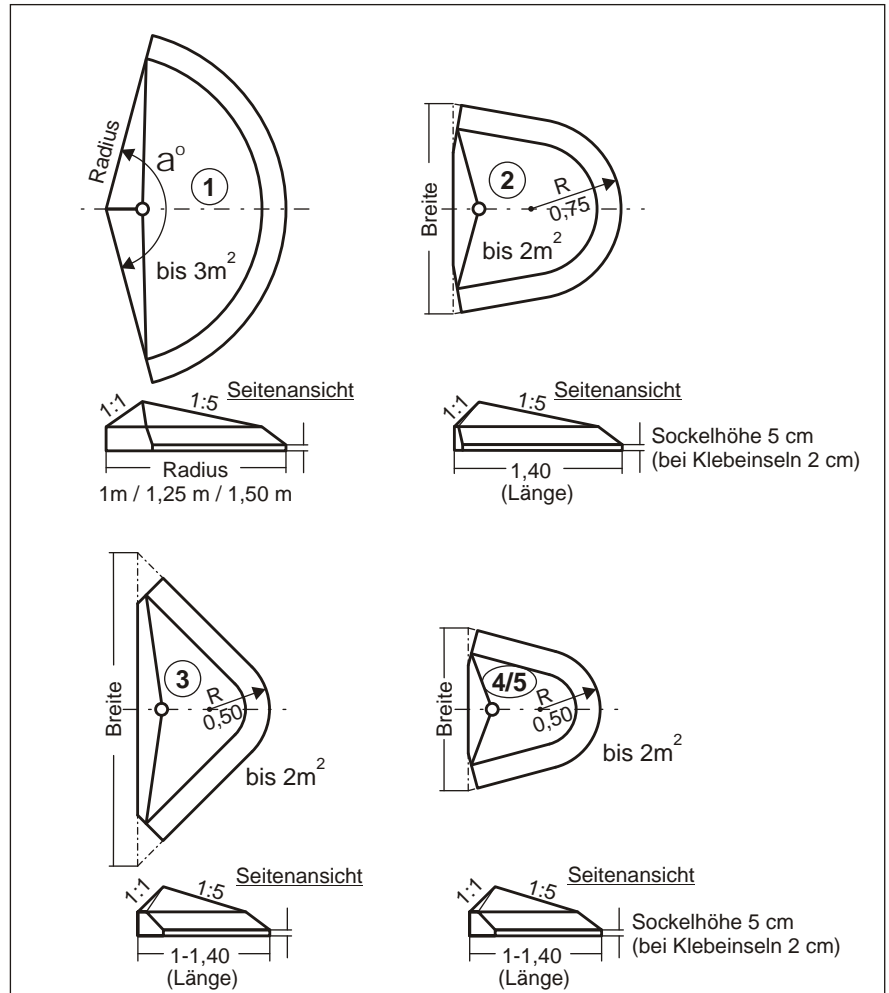 Radius
a°
1
bis 3m²
Seitenansicht
1:1
1:5
Radius
1m / 1,25 m / 1,50 m
Breite
2
R
0,75
bis 2m²
Seitenansicht
1:1
1:5
1,40
(Länge)
Sockelhöhe 5 cm
(bei Klebeinseln 2 cm)
Breite
3
R
0,50
bis 2m²
Seitenansicht
1:1
1:5
1-1,40
(Länge)
Breite
4/5
R
0,50
bis 2m²
Seitenansicht
1:1
1:5
1-1,40
(Länge)
Sockelhöhe 5 cm
(bei Klebeinseln 2 cm)